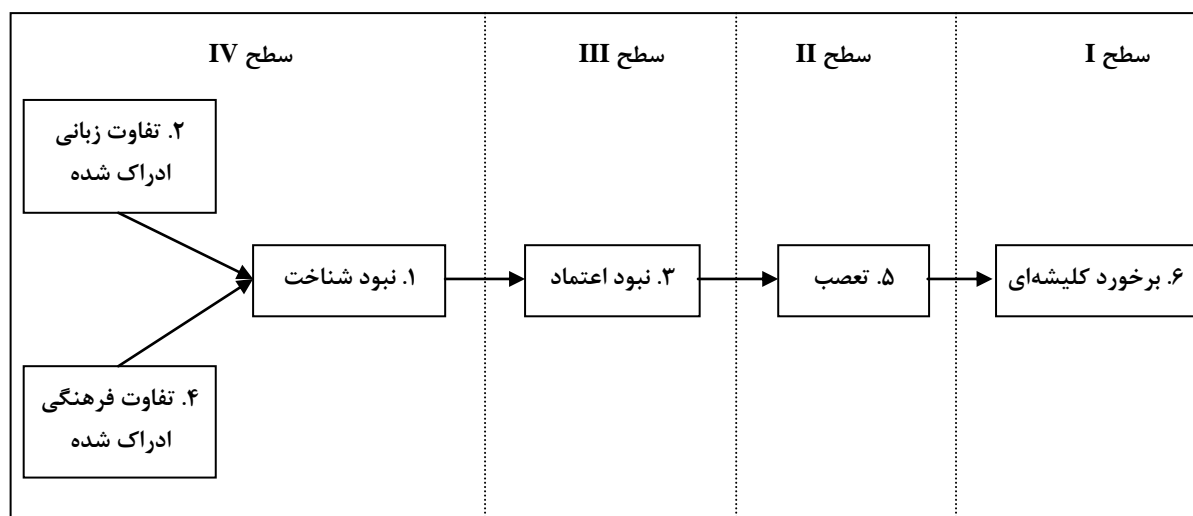 سطح I
سطح II
سطح III
سطح IV
۲. تفاوت زبانی
ادراک شده
۶. برخورد کلیشه‌ای
۵. تعصب
۳. نبود اعتماد
۱. نبود شناخت
۴. تفاوت فرهنگی
ادراک شده